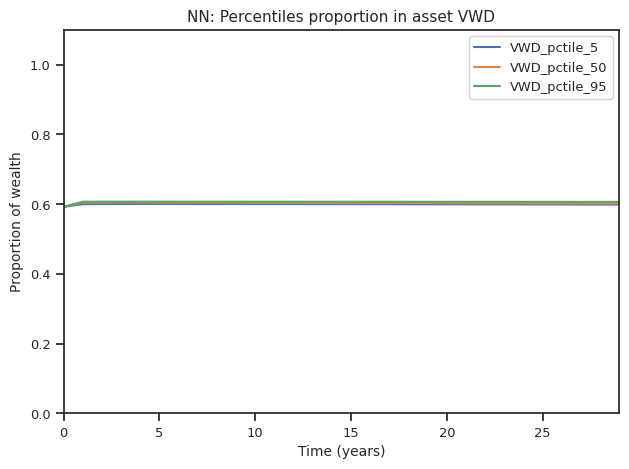 NN: Percentiles proportion in asset VWD
VWD_pctile_5
VWD_pctile_50
VWD_pctile_95
Proportion of wealth
1.0
0.8
0.6
0.4
0.2
0.0
0 5 10 15 20 25
Time (years)